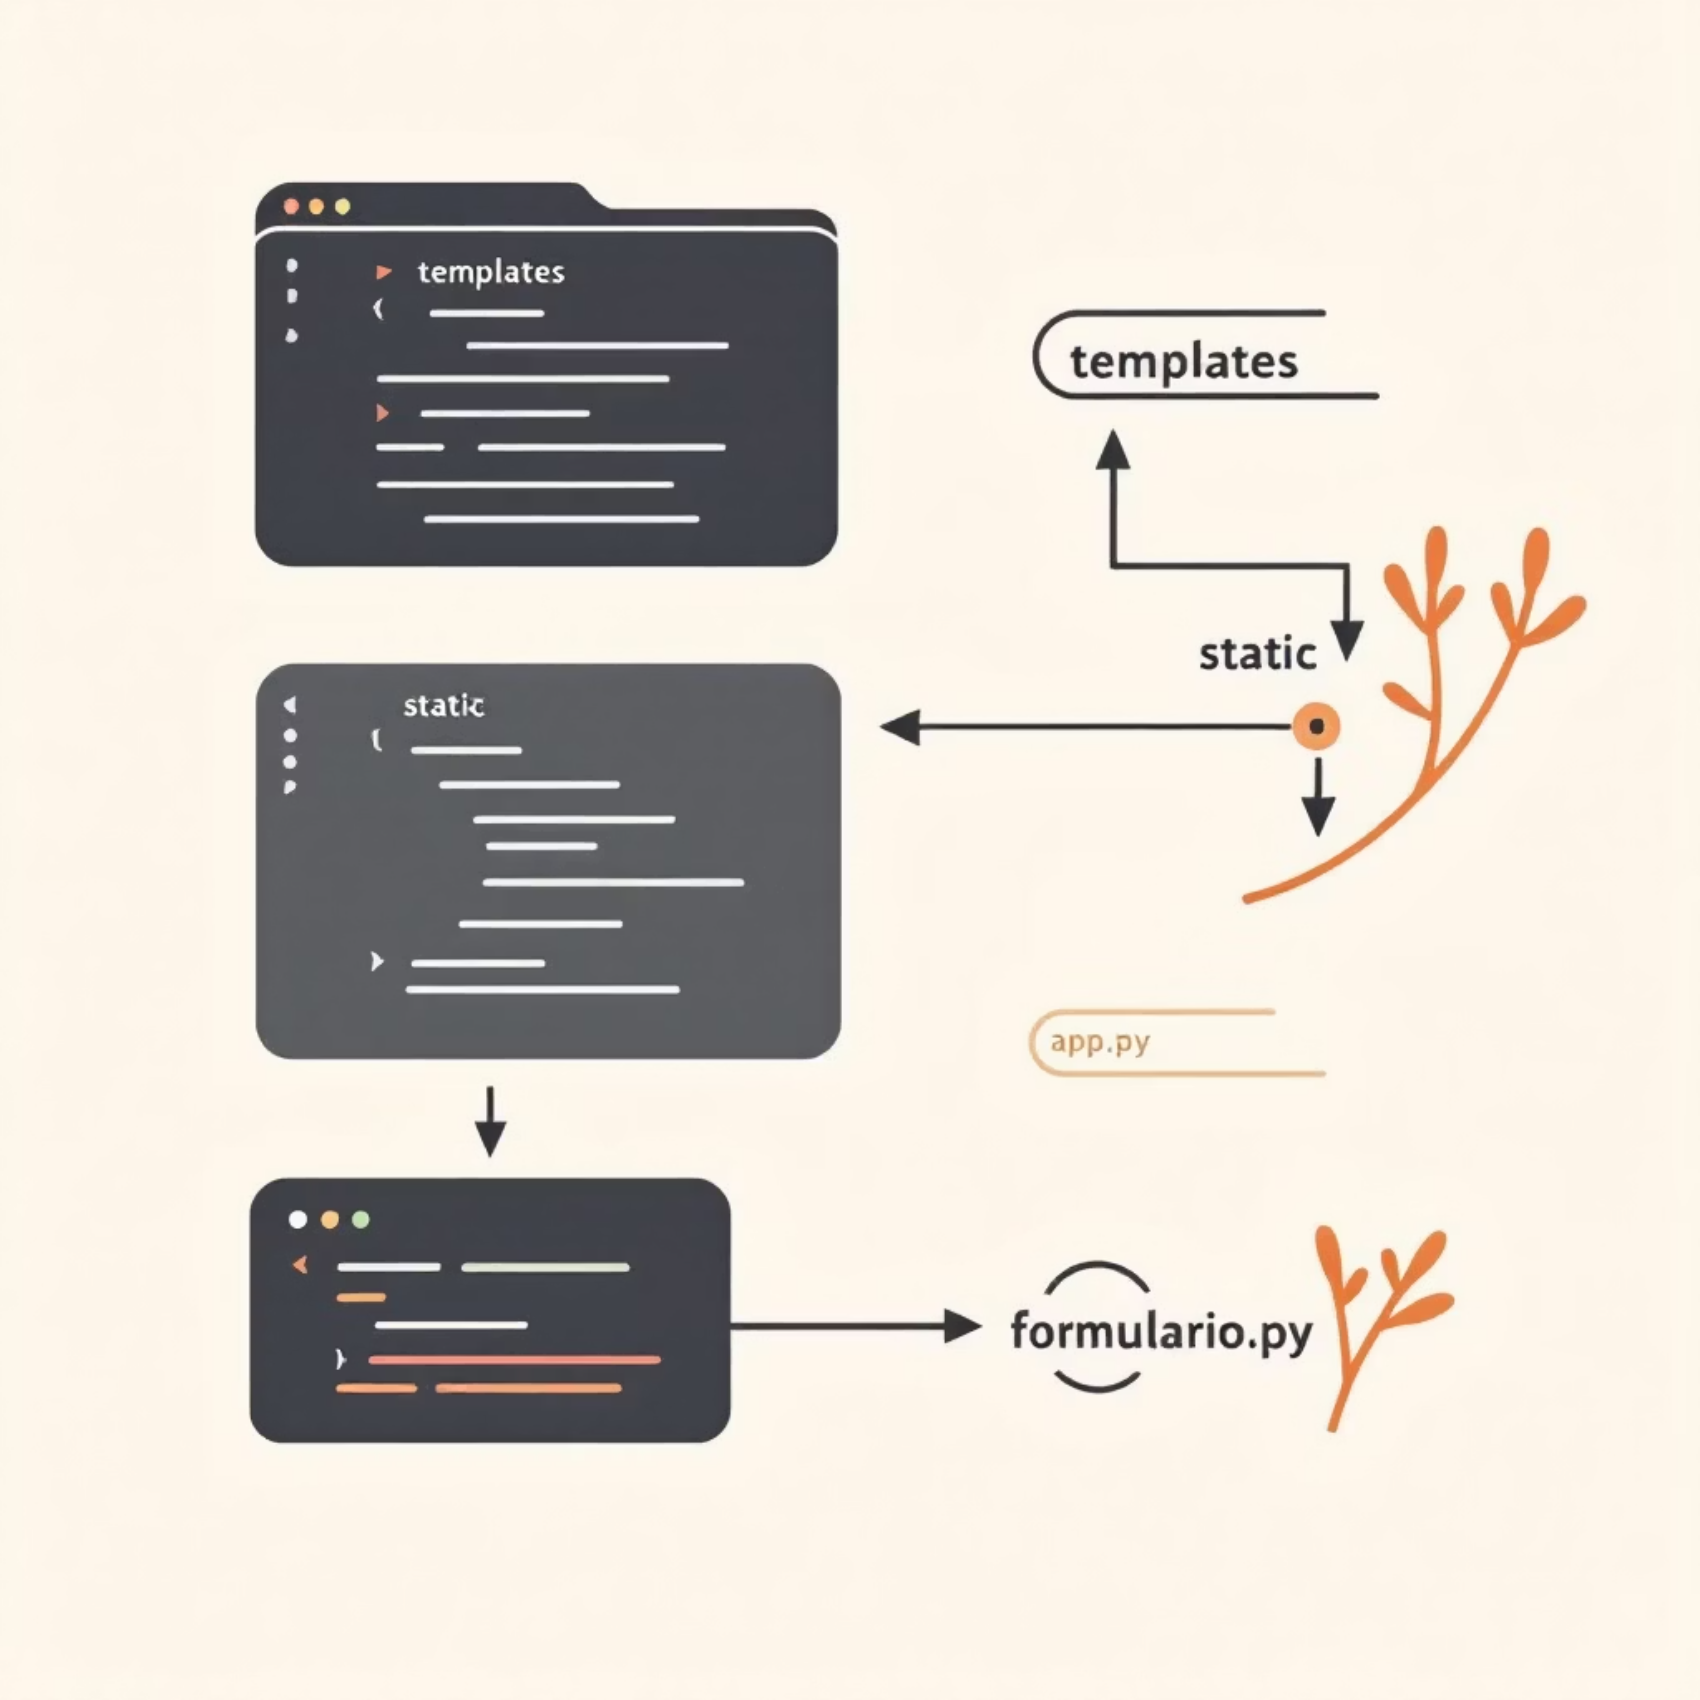 templates
templates
static
static
app.py
formulario.py